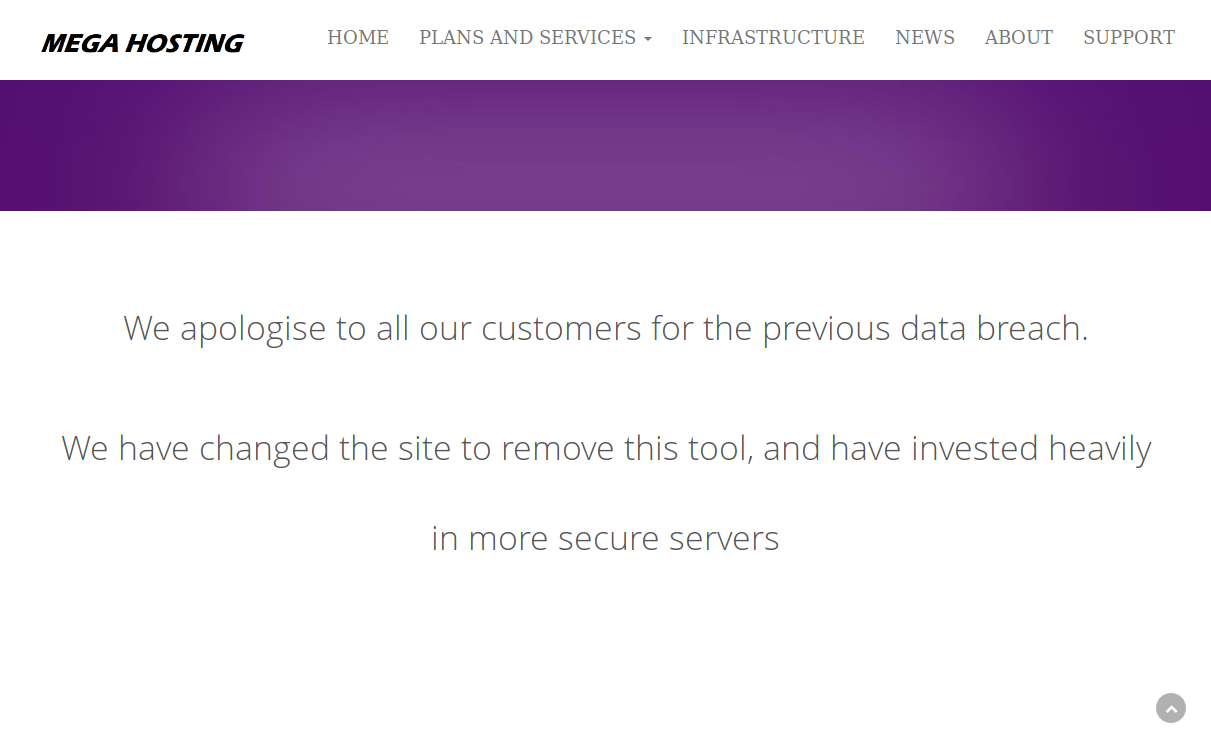 MEGA HOSTING
HOME PLANS AND SERVICES INFRASTRUCTURE NEWS ABOUT SUPPORT
We apologise to all our customers for the previous data breach.
We have changed the site to remove this tool, and have invested heavily
in more secure servers